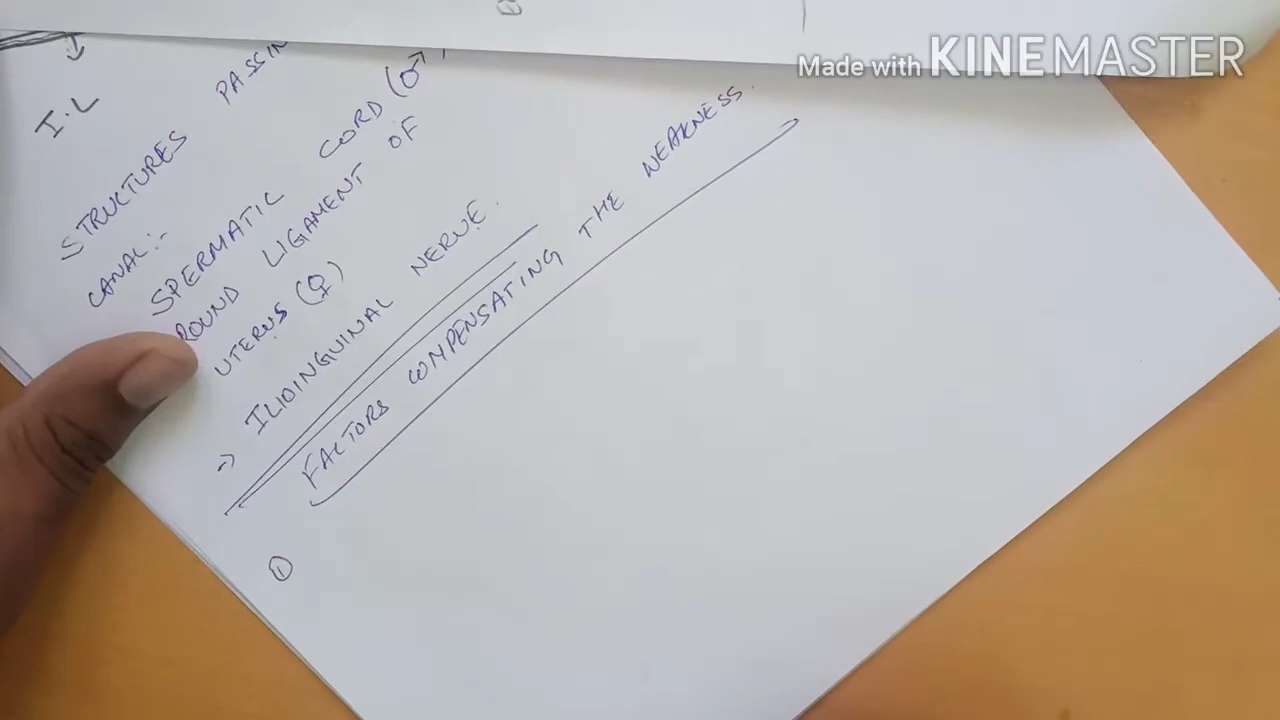 Made with KINEMASTER
I.L
STRUCTURES PASSIN
CANAL:-
SPERMATIC CORD (♂),
ROUND LIGAMENT OF
UTERUS (♀)
→ ILIOINGUINAL NERVE.
FACTORS COMPENSATING THE WEAKNESS.
①